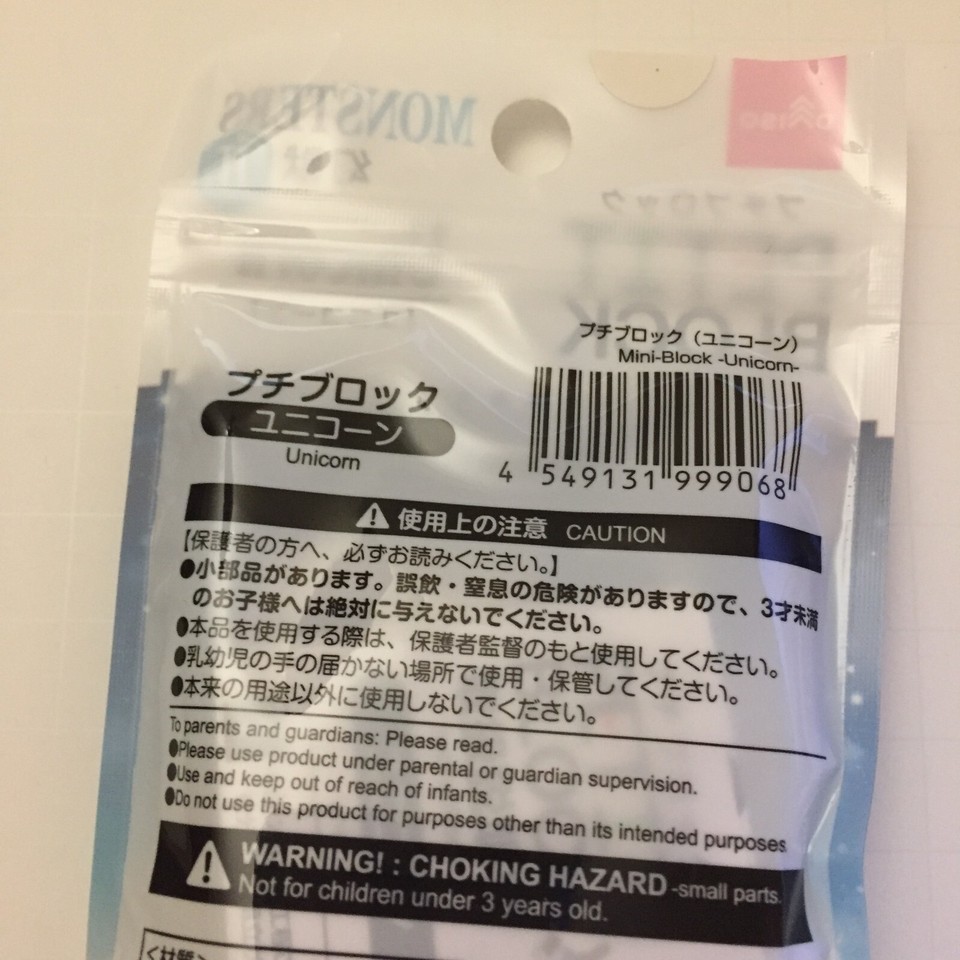 MONSTERS
DAISO
プチブロック
BLOCK
プチブロック（ユニコーン）
Mini-Block -Unicorn-
4 549131 999068
プチブロック
ユニコーン
Unicorn
使用上の注意 CAUTION
【保護者の方へ、必ずお読みください。】
●小部品があります。誤飲・窒息の危険がありますので、3才未満
のお子様へは絶対に与えないでください。
●本品を使用する際は、保護者監督のもと使用してください。
●乳幼児の手の届かない場所で使用・保管してください。
●本来の用途以外に使用しないでください。
To parents and guardians: Please read.
●Please use product under parental or guardian supervision.
●Use and keep out of reach of infants.
●Do not use this product for purposes other than its intended purposes.
WARNING! : CHOKING HAZARD -small parts.
Not for children under 3 years old.
<材質>